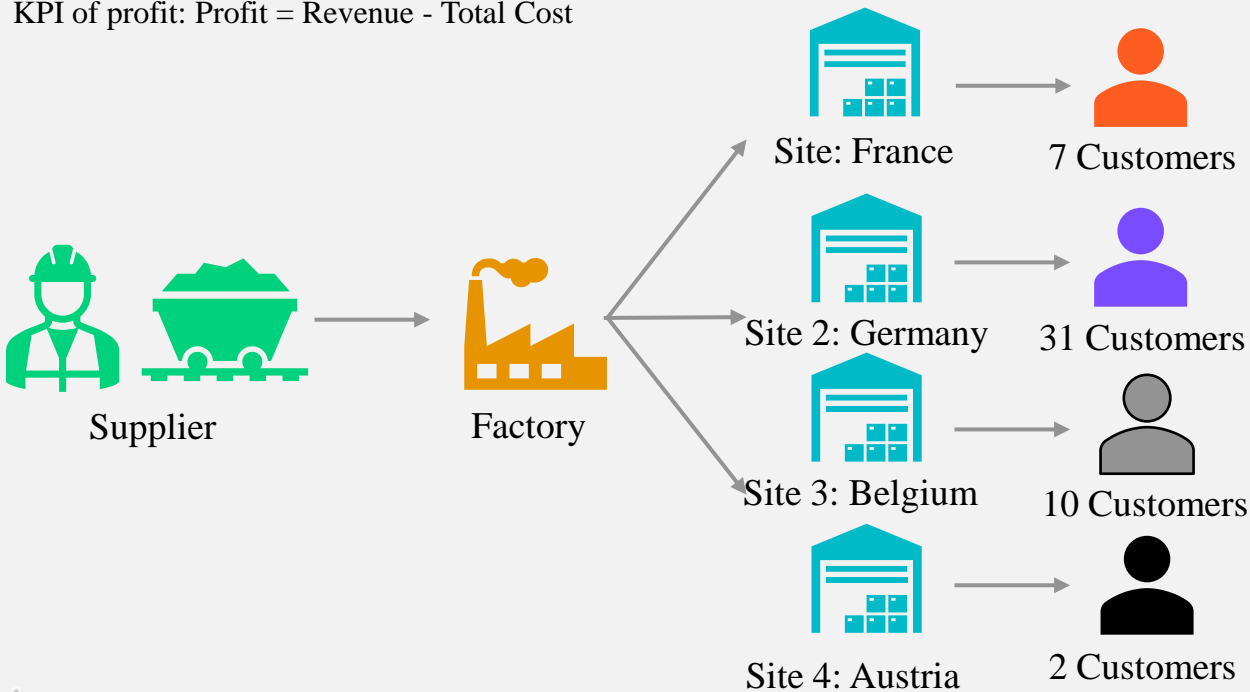 KPI of profit: Profit = Revenue - Total Cost
Site: France
7 Customers
Site 2: Germany
31 Customers
Supplier
Factory
Site 3: Belgium
10 Customers
Site 4: Austria
2 Customers